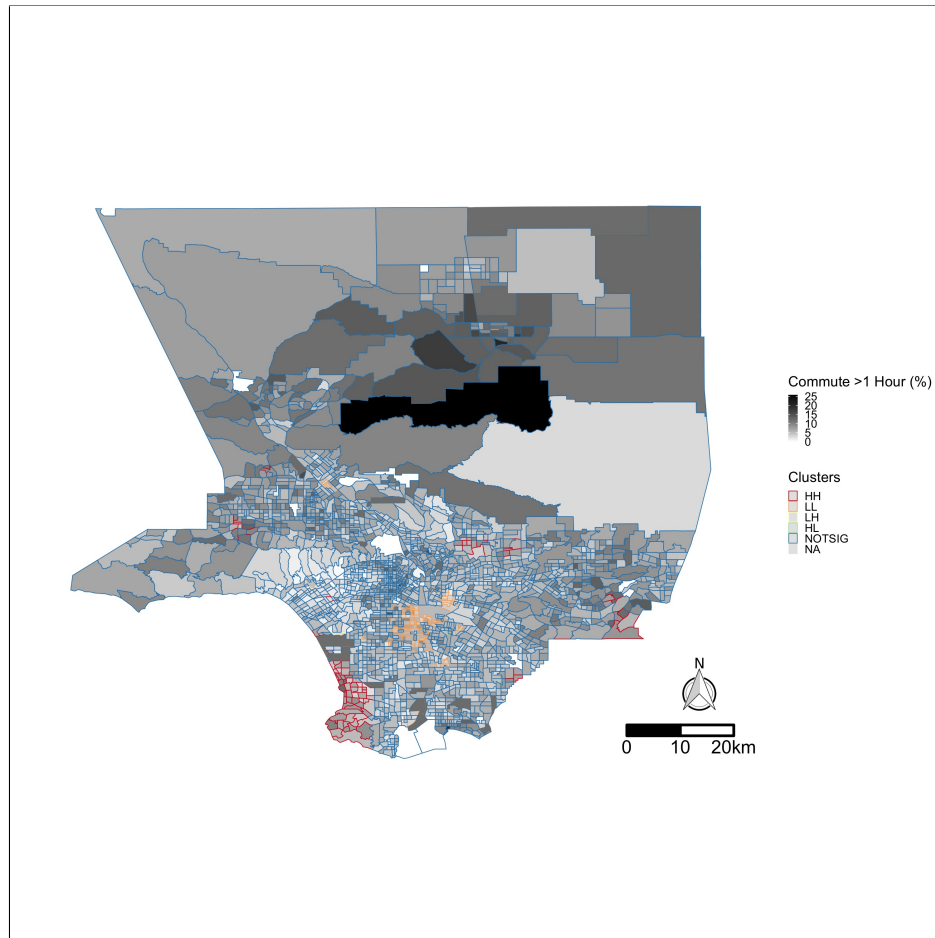 Commute >1 Hour (%)
25
20
15
10
5
0
Clusters
HH
LL
LH
HL
NOTSIG
NA
N
0 10 20km